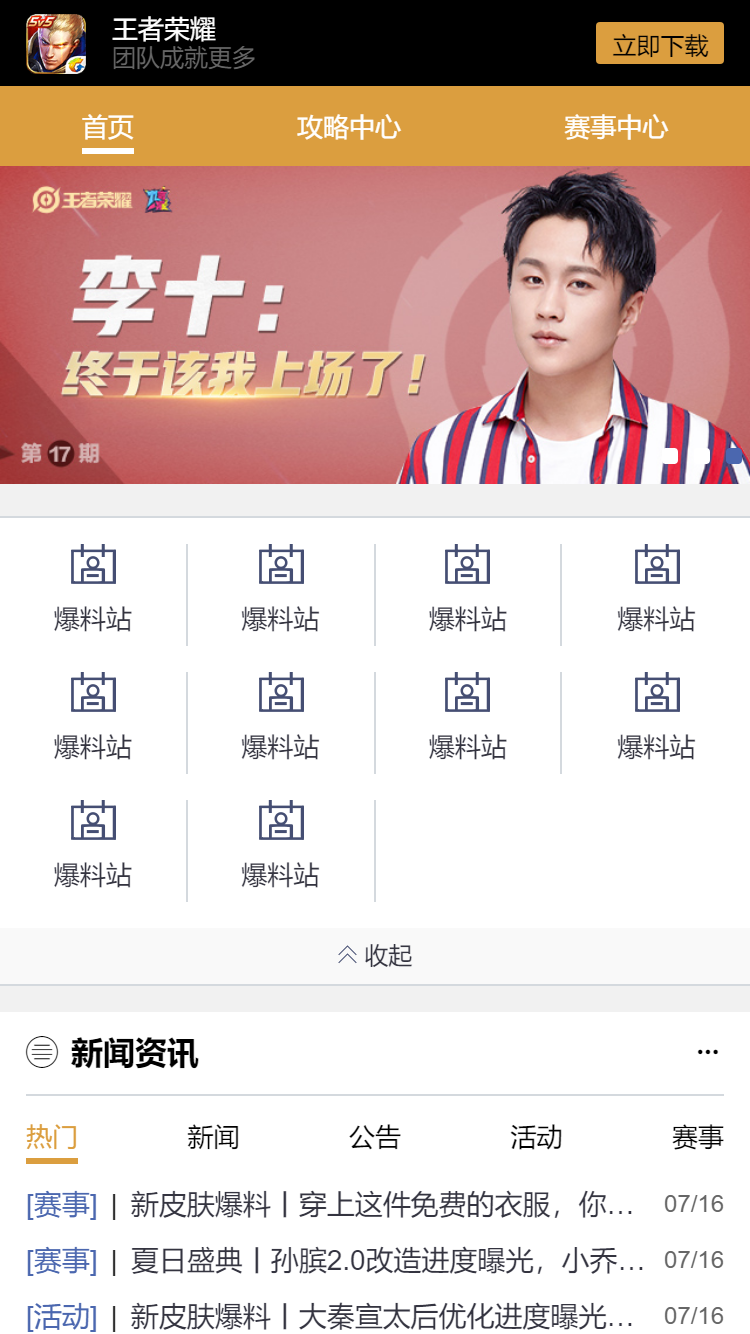 5V5
王者荣耀
团队成就更多
立即下载
首页 攻略中心 赛事中心
王者荣耀
李十：
终于该我上场了！
第 17 期
爆料站 爆料站 爆料站 爆料站
爆料站 爆料站 爆料站 爆料站
爆料站 爆料站
收起
新闻资讯 ...
热门 新闻 公告 活动 赛事
[赛事] | 新皮肤爆料丨穿上这件免费的衣服，你… 07/16
[赛事] | 夏日盛典丨孙膑2.0改造进度曝光，小乔… 07/16
[活动] | 新皮肤爆料丨大秦宣太后优化进度曝光… 07/16